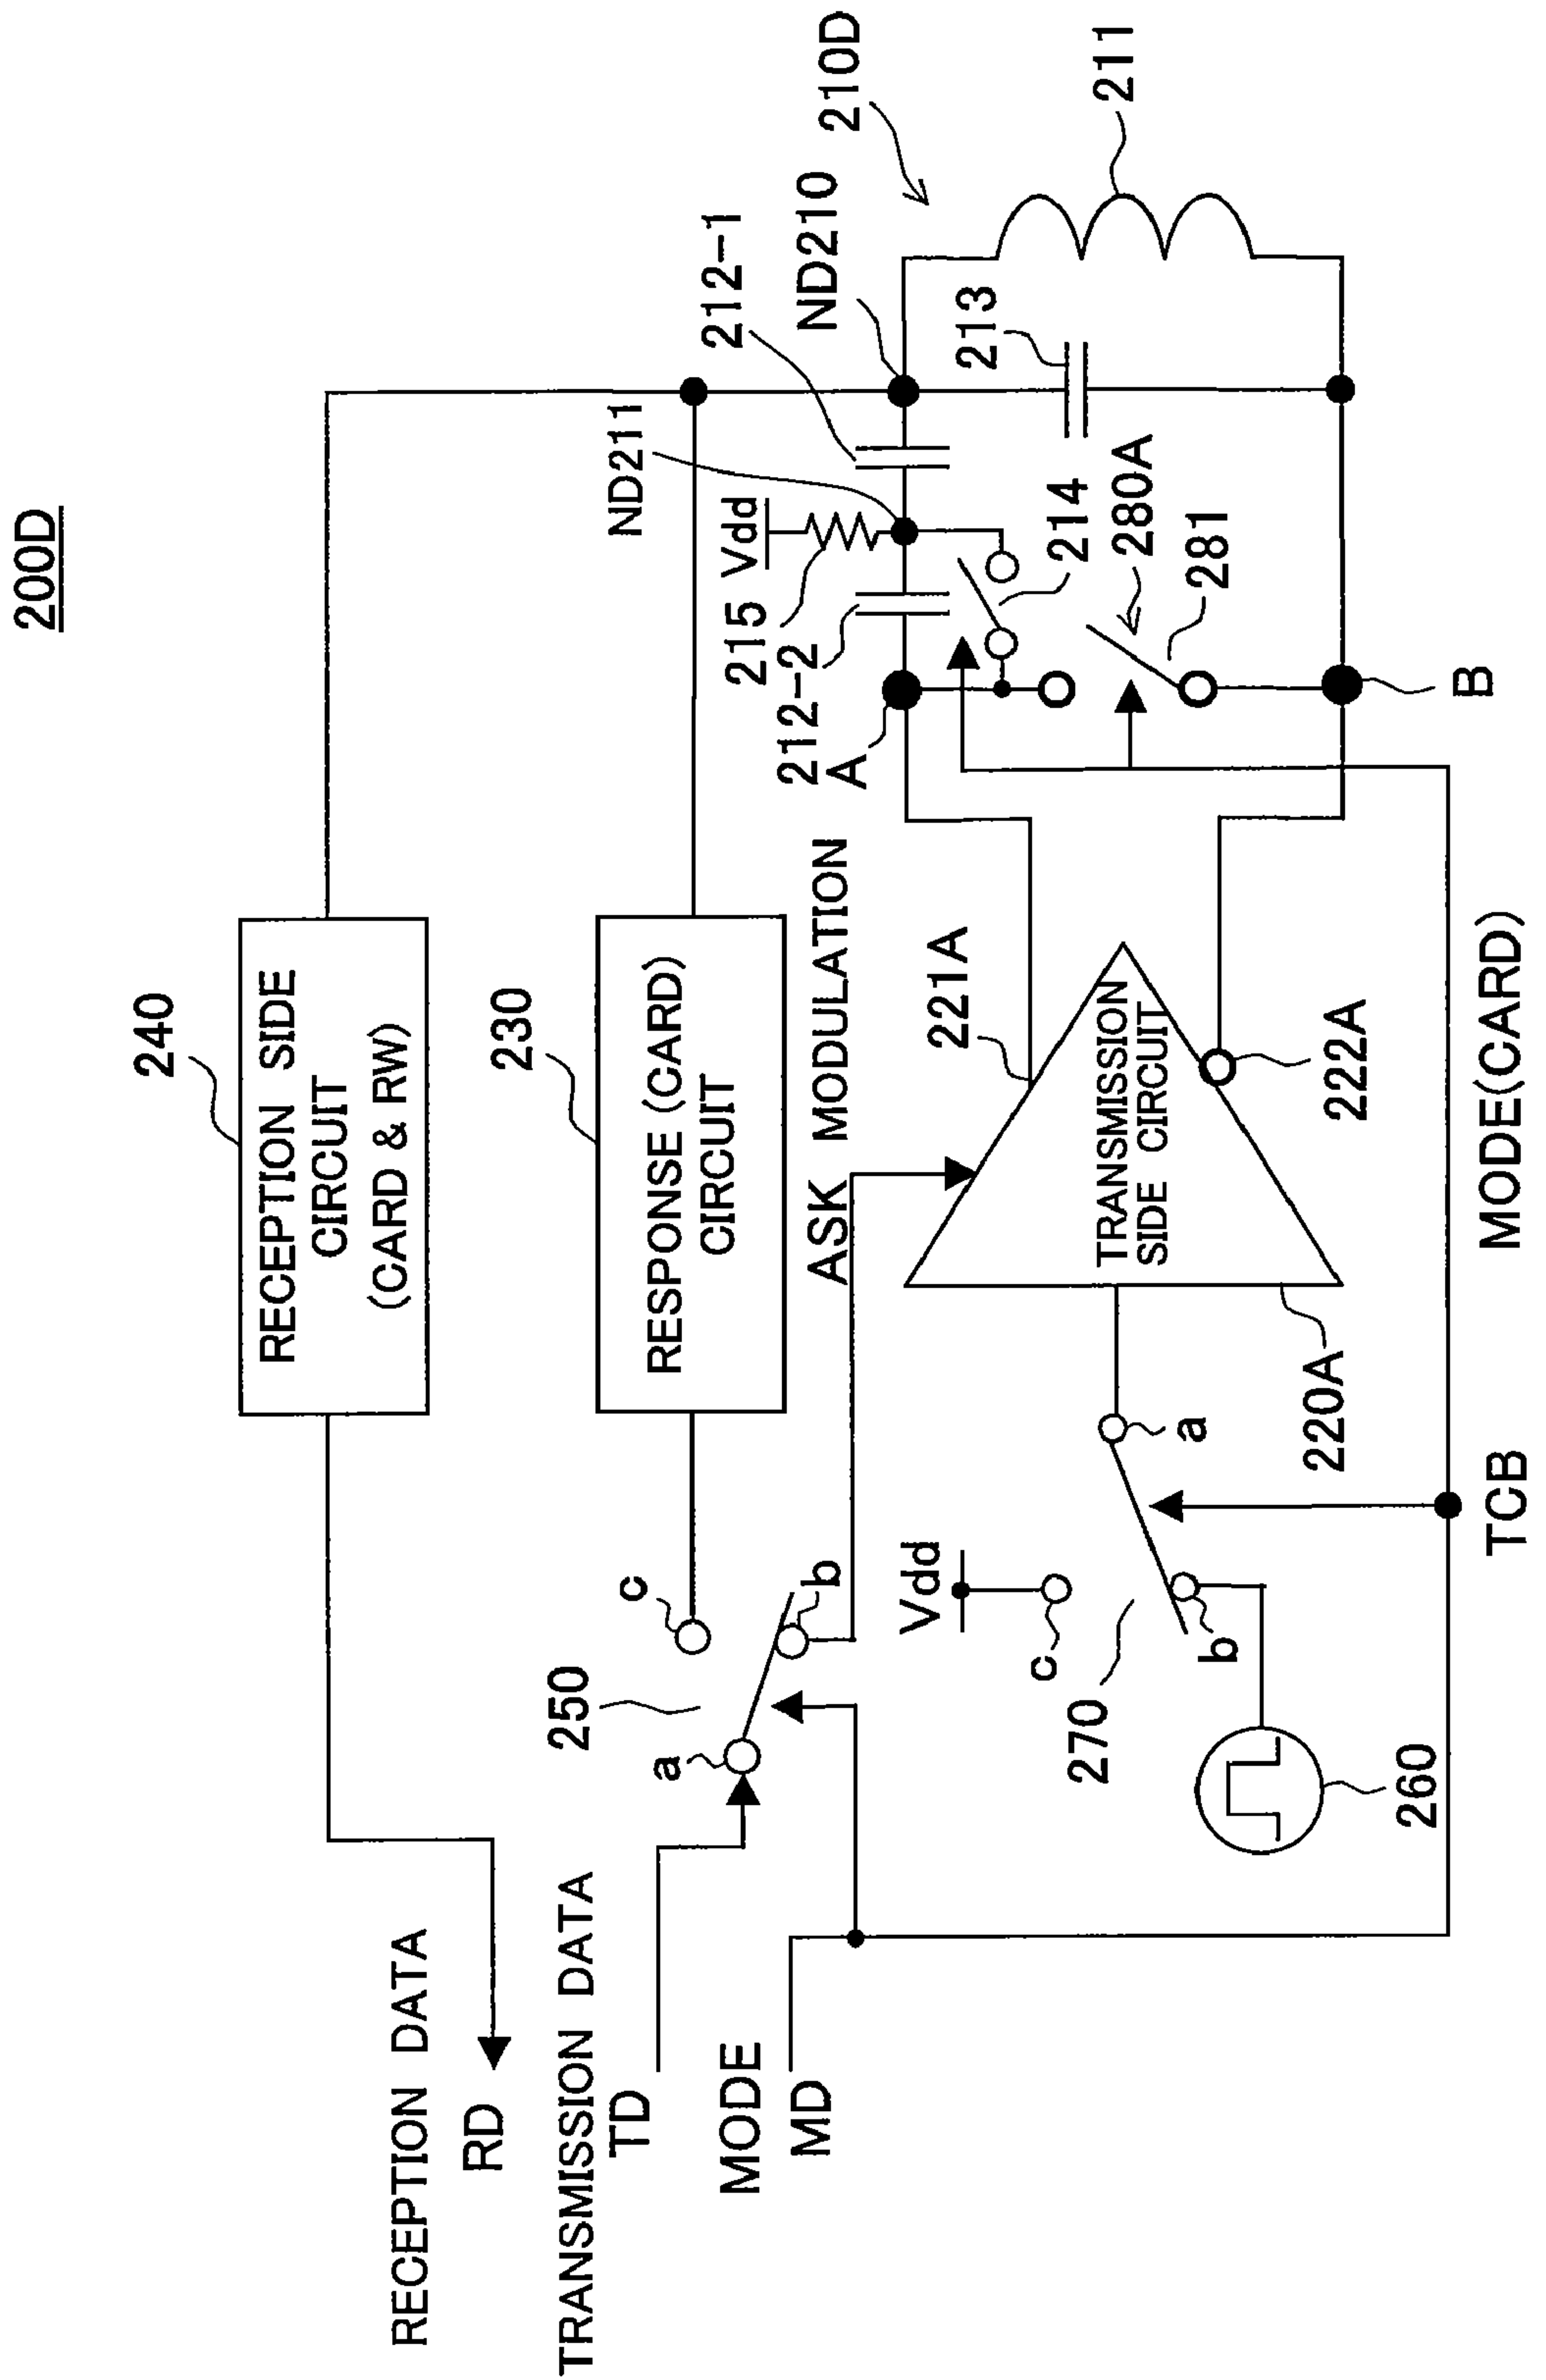 200D
240
RECEPTION SIDE
CIRCUIT
(CARD & RW)
RECEPTION DATA
RD
230
RESPONSE (CARD)
CIRCUIT
TRANSMISSION DATA
TD
MODE
MD
250
a
b
c
ASK MODULATION
Vdd
c
270
b
a
260
220A
TRANSMISSION
SIDE CIRCUIT
221A
222A
TCB
MODE(CARD)
A
212-2
215
Vdd
ND211
212-1
ND210
210D
211
213
214
280A
281
B